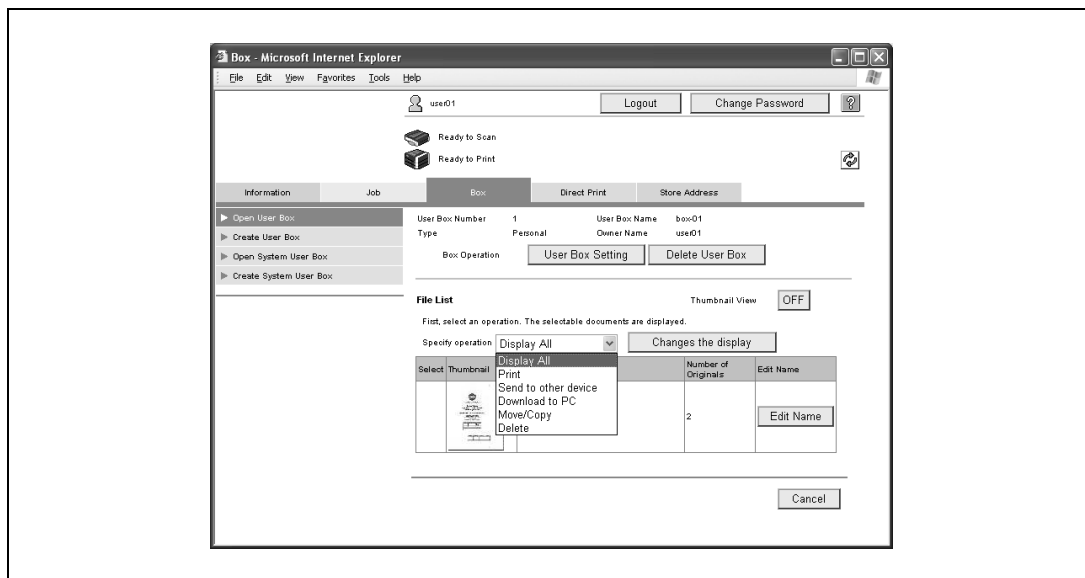 Box - Microsoft Internet Explorer
File Edit View Favorites Tools Help
user01 Logout Change Password ?
Ready to Scan
Ready to Print
Information Job Box Direct Print Store Address
Open User Box
Create User Box
Open System User Box
Create System User Box
User Box Number 1 User Box Name box-01
Type Personal Owner Name user01
Box Operation User Box Setting Delete User Box
File List Thumbnail View OFF
First, select an operation. The selectable documents are displayed.
Specify operation Display All Changes the display
Select Thumbnail Number of Originals Edit Name
Display All
Print
Send to other device
Download to PC
Move/Copy
Delete
2 Edit Name
Cancel